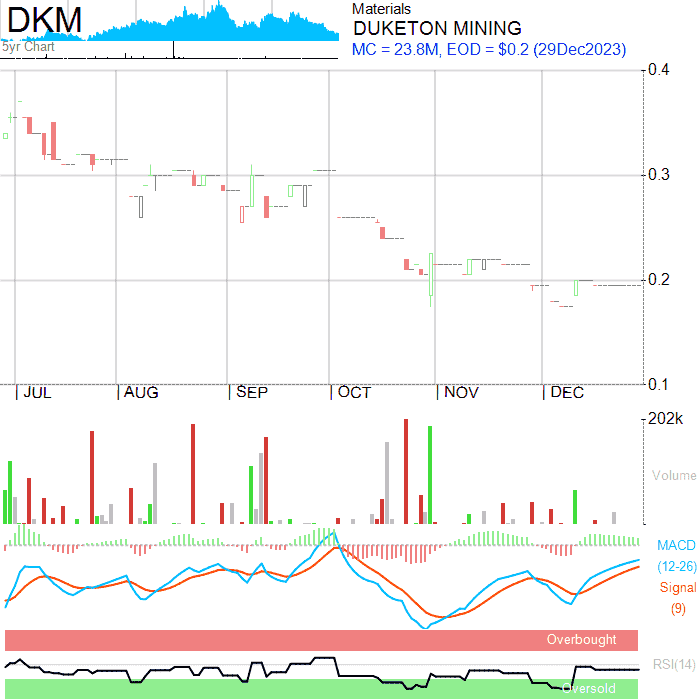 DKM
5yr Chart
Materials
DUKETON MINING
MC = 23.8M, EOD = $0.2 (29Dec2023)
0.4
0.3
0.2
0.1
JUL
AUG
SEP
OCT
NOV
DEC
202k
Volume
MACD
(12-26)
Signal
(9)
Overbought
RSI(14)
Oversold